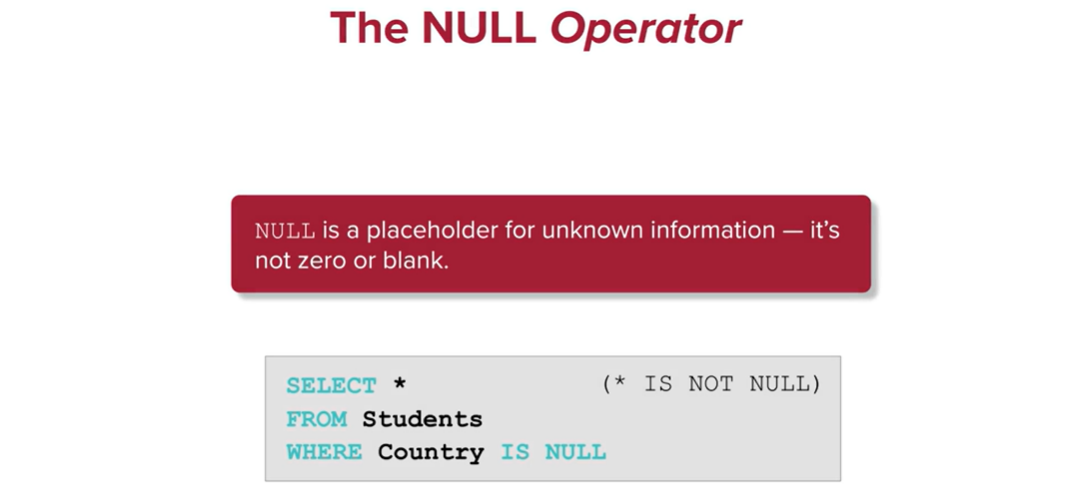 The NULL Operator
NULL is a placeholder for unknown information — it's
not zero or blank.
SELECT * (* IS NOT NULL)
FROM Students
WHERE Country IS NULL